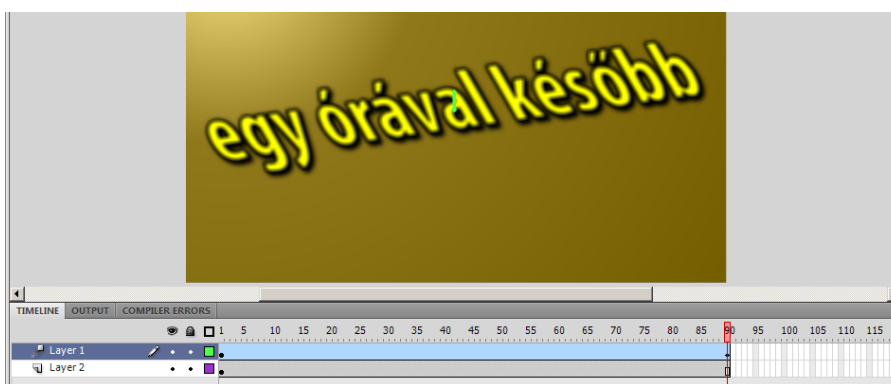 egy órával később
TIMELINE OUTPUT COMPILER ERRORS
1 5 10 15 20 25 30 35 40 45 50 55 60 65 70 75 80 85 90 95 100 105 110 115
Layer 1
Layer 2